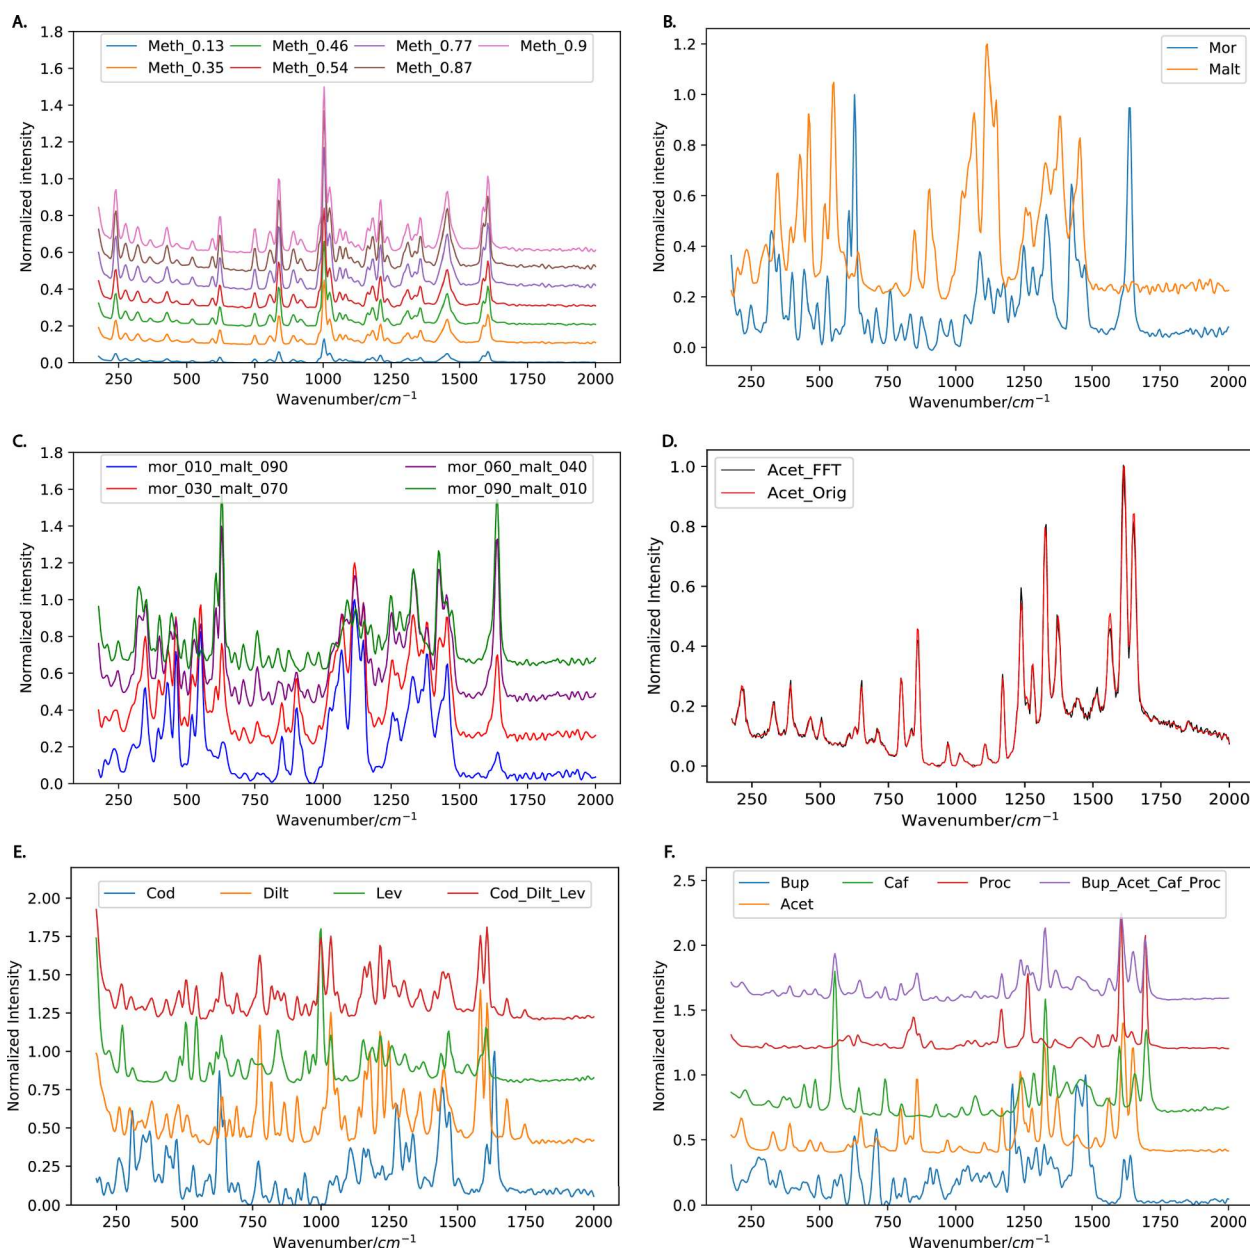 A.
Meth_0.13 Meth_0.46 Meth_0.77 Meth_0.9
Meth_0.35 Meth_0.54 Meth_0.87
1.8
1.6
1.4
1.2
1.0
0.8
0.6
0.4
0.2
0.0
Normalized intensity
250 500 750 1000 1250 1500 1750 2000
Wavenumber/cm⁻¹
B.
Mor
Malt
1.2
1.0
0.8
0.6
0.4
0.2
0.0
Normalized intensity
250 500 750 1000 1250 1500 1750 2000
Wavenumber/cm⁻¹
C.
mor_010_malt_090 mor_060_malt_040
mor_030_malt_070 mor_090_malt_010
1.8
1.6
1.4
1.2
1.0
0.8
0.6
0.4
0.2
0.0
Normalized intensity
250 500 750 1000 1250 1500 1750 2000
Wavenumber/cm⁻¹
D.
Acet_FFT
Acet_Orig
1.0
0.8
0.6
0.4
0.2
0.0
Normalized Intensity
250 500 750 1000 1250 1500 1750 2000
Wavenumber/cm⁻¹
E.
Cod Dilt Lev Cod_Dilt_Lev
2.00
1.75
1.50
1.25
1.00
0.75
0.50
0.25
0.00
Normalized Intensity
250 500 750 1000 1250 1500 1750 2000
Wavenumber/cm⁻¹
F.
Bup Caf Proc Bup_Acet_Caf_Proc
Acet
2.5
2.0
1.5
1.0
0.5
0.0
Normalized Intensity
250 500 750 1000 1250 1500 1750 2000
Wavenumber/cm⁻¹